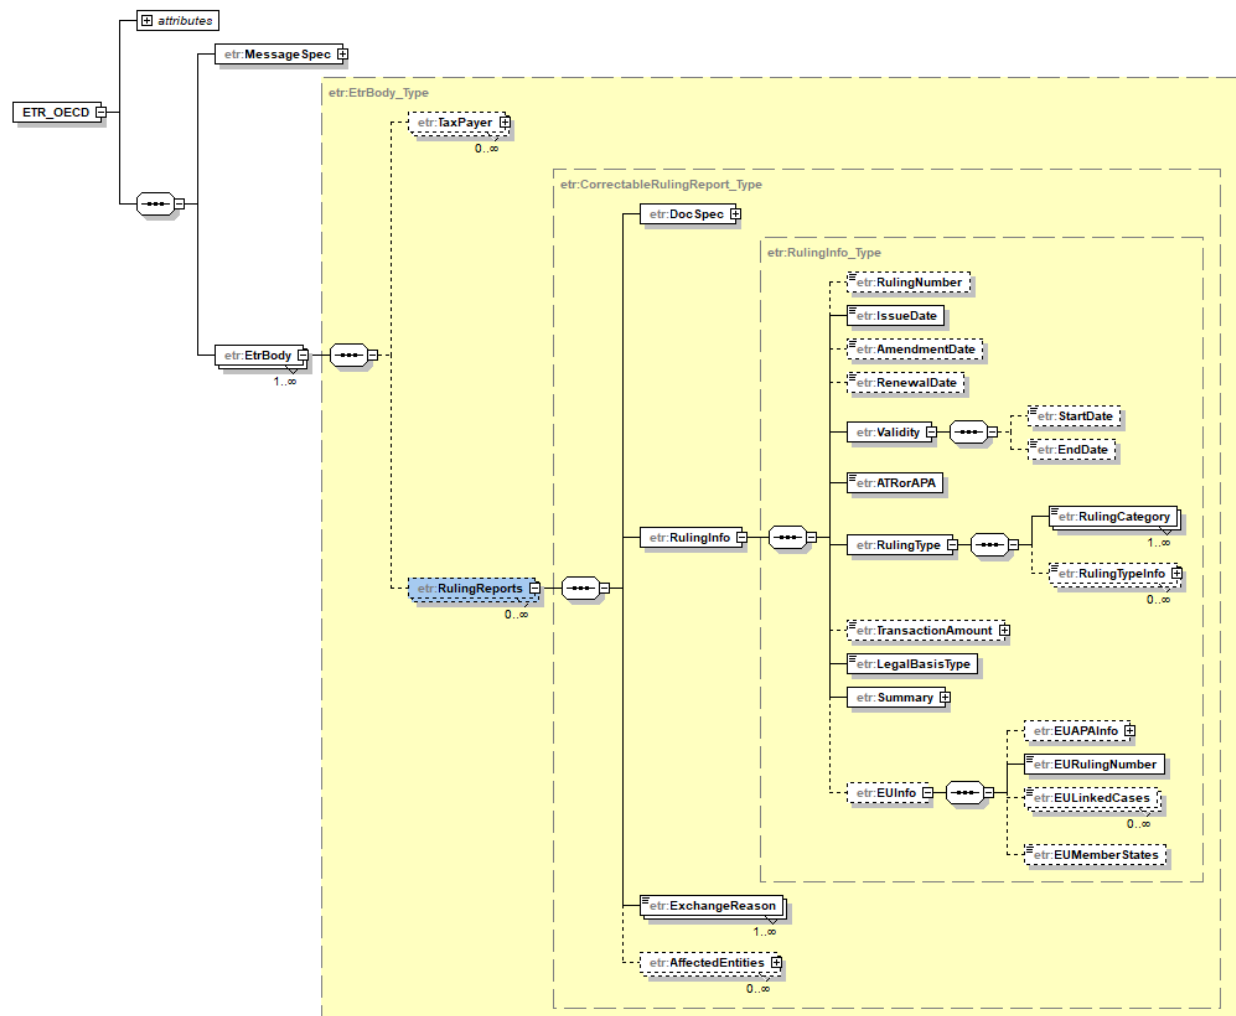 attributes
etr:MessageSpec
etr:EtrBody_Type
ETR_OECD
etr:TaxPayer
0..∞
etr:CorrectableRulingReport_Type
etr:DocSpec
etr:RulingInfo_Type
etr:RulingNumber
etr:IssueDate
etr:AmendmentDate
etr:EtrBody
1..∞
etr:RenewalDate
etr:StartDate
etr:Validity
etr:EndDate
etr:ATRorAPA
etr:RulingCategory
1..∞
etr:RulingInfo
etr:RulingType
etr:RulingTypeInfo
0..∞
etr:RulingReports
0..∞
etr:TransactionAmount
etr:LegalBasisType
etr:Summary
etr:EUAPAInfo
etr:EURulingNumber
etr:EUInfo
etr:EULinkedCases
0..∞
etr:EUMemberStates
etr:ExchangeReason
1..∞
etr:AffectedEntities
0..∞